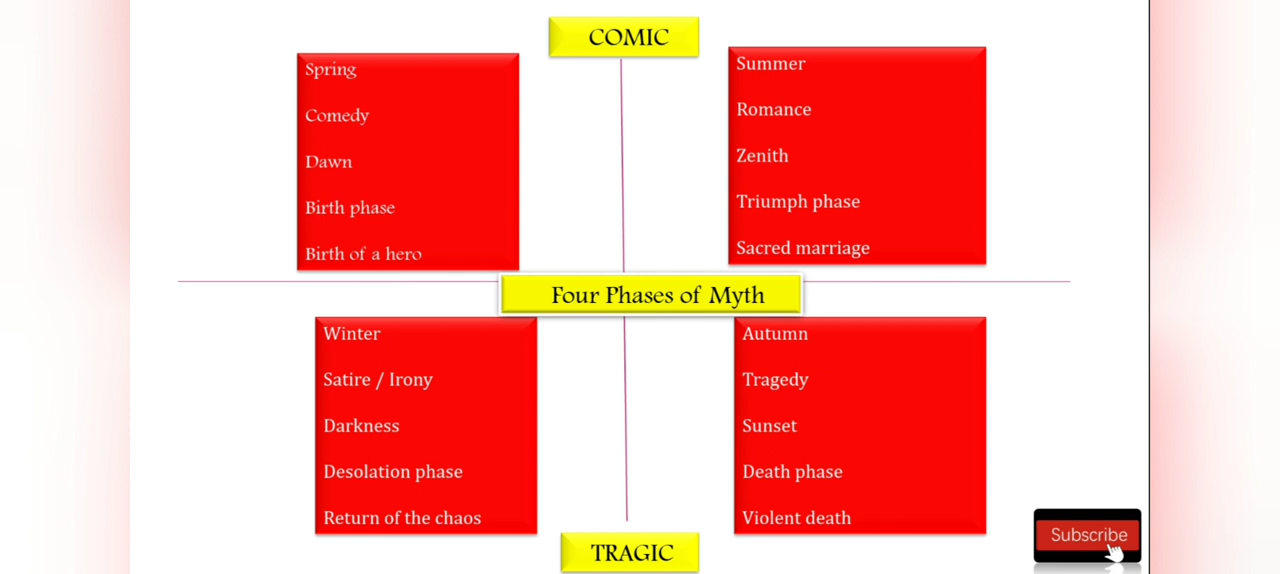 COMIC
Spring
Comedy
Dawn
Birth phase
Birth of a hero
Summer
Romance
Zenith
Triumph phase
Sacred marriage
Four Phases of Myth
Winter
Satire / Irony
Darkness
Desolation phase
Return of the chaos
Autumn
Tragedy
Sunset
Death phase
Violent death
TRAGIC
Subscribe